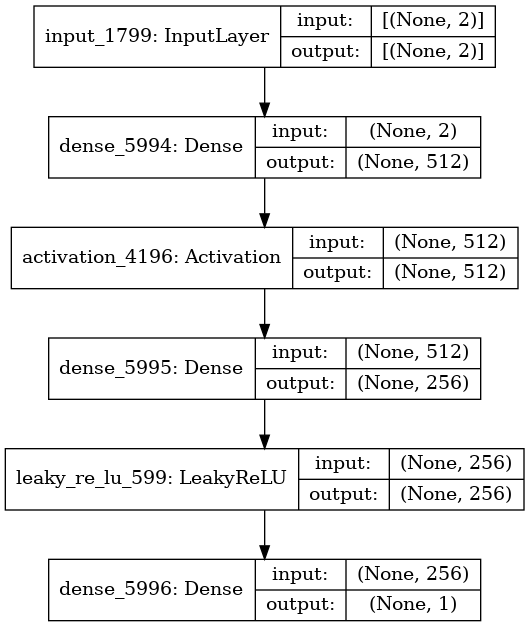 input_1799: InputLayer
input: [(None, 2)]
output: [(None, 2)]
dense_5994: Dense
input: (None, 2)
output: (None, 512)
activation_4196: Activation
input: (None, 512)
output: (None, 512)
dense_5995: Dense
input: (None, 512)
output: (None, 256)
leaky_re_lu_599: LeakyReLU
input: (None, 256)
output: (None, 256)
dense_5996: Dense
input: (None, 256)
output: (None, 1)